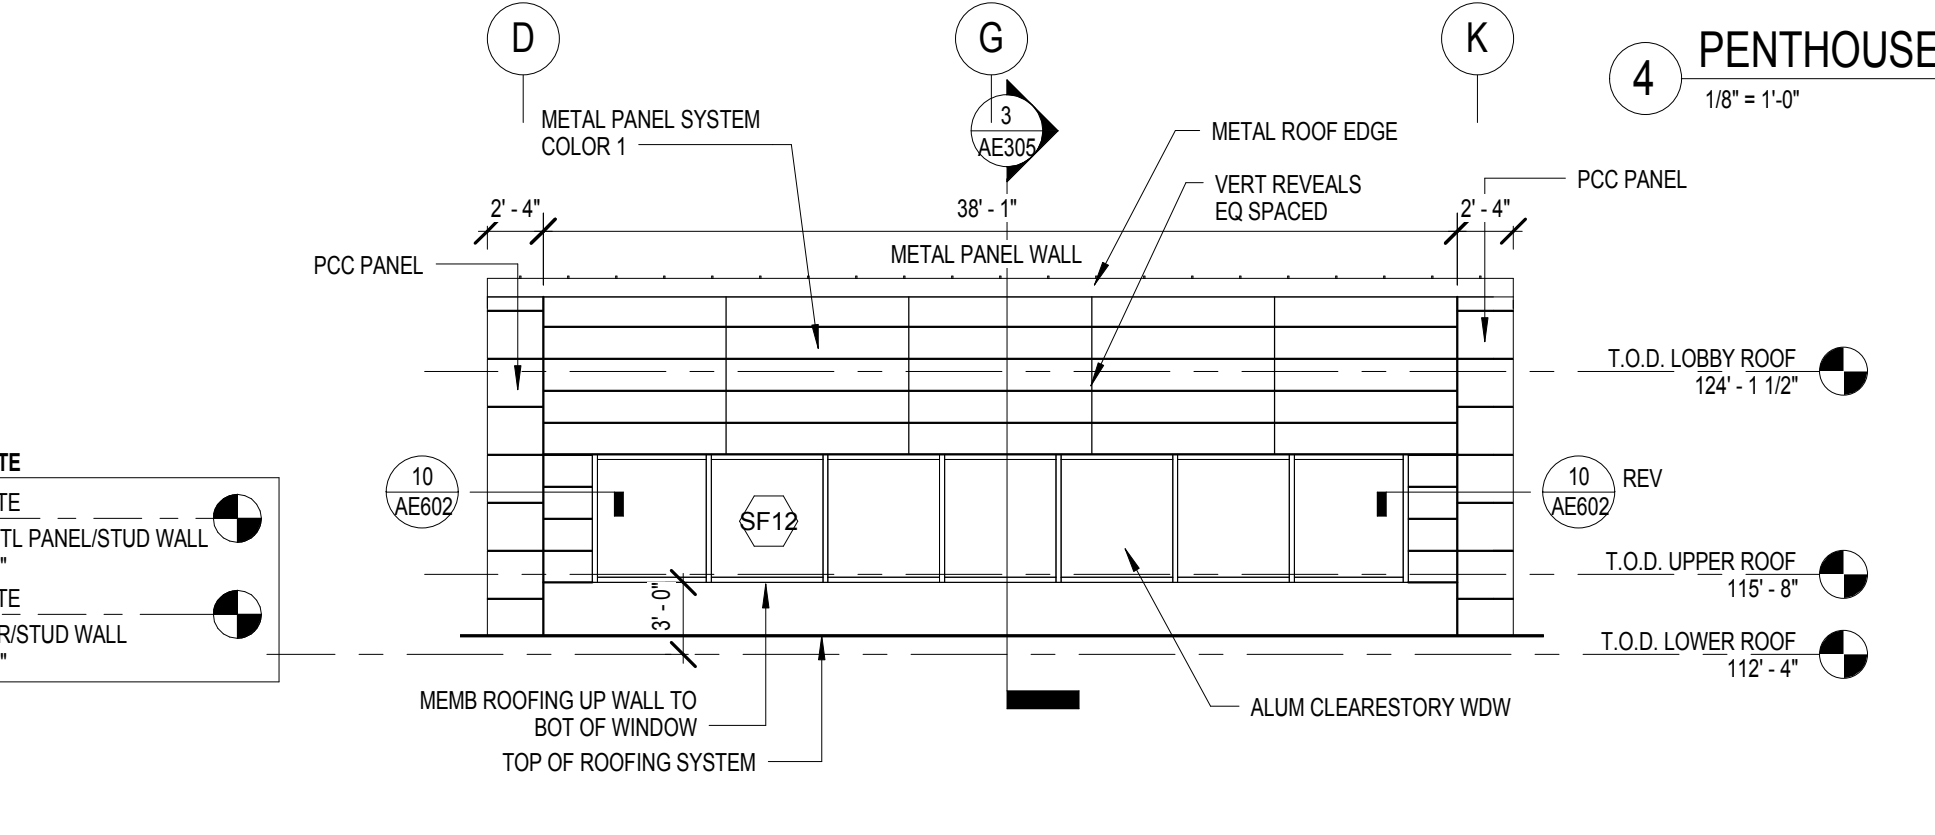 D
G
K
4
PENTHOUSE
1/8" = 1'-0"
METAL PANEL SYSTEM
COLOR 1
3
AE305
METAL ROOF EDGE
VERT REVEALS
EQ SPACED
PCC PANEL
2' - 4"
38' - 1"
2' - 4"
METAL PANEL WALL
PCC PANEL
T.O.D. LOBBY ROOF
124' - 1 1/2"
TE
TE
TL PANEL/STUD WALL
"
TE
R/STUD WALL
"
10
AE602
SF12
10
AE602
REV
T.O.D. UPPER ROOF
115' - 8"
3' - 0"
T.O.D. LOWER ROOF
112' - 4"
MEMB ROOFING UP WALL TO
BOT OF WINDOW
ALUM CLEARESTORY WDW
TOP OF ROOFING SYSTEM